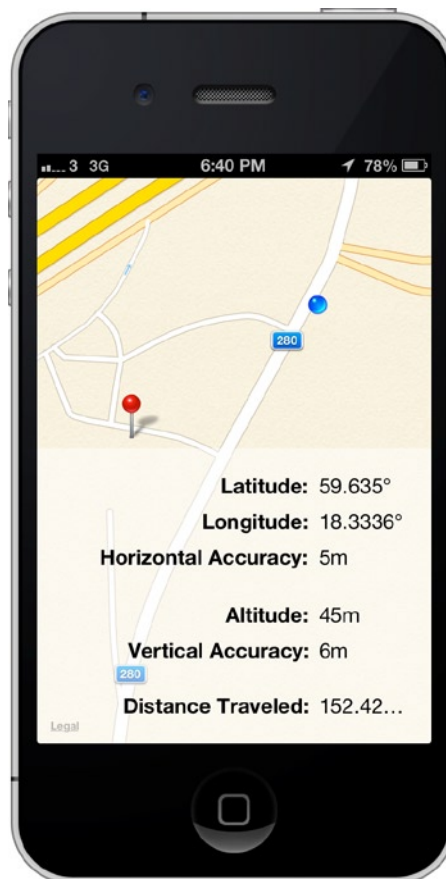 3 3G 6:40 PM 78%
280
Latitude: 59.635°
Longitude: 18.3336°
Horizontal Accuracy: 5m
Altitude: 45m
Vertical Accuracy: 6m
280
Distance Traveled: 152.42...
Legal